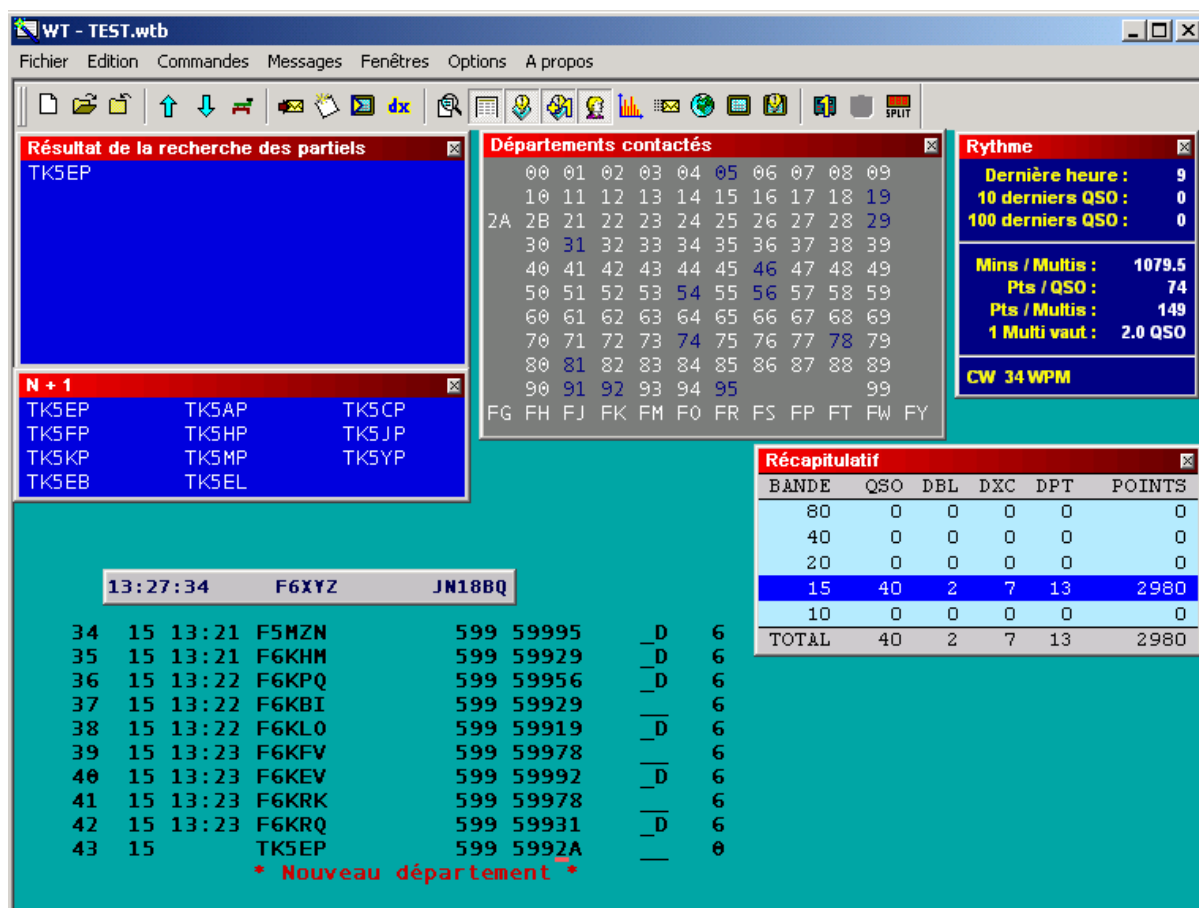 WT - TEST.wtb
Fichier Edition Commandes Messages Fenêtres Options A propos
dx SPLIT
Résultat de la recherche des partiels
TK5EP
N + 1
TK5EP TK5AP TK5CP
TK5FP TK5HP TK5JP
TK5KP TK5MP TK5YP
TK5EB TK5EL
Départements contactés
00 01 02 03 04 05 06 07 08 09
10 11 12 13 14 15 16 17 18 19
2A 2B 21 22 23 24 25 26 27 28 29
30 31 32 33 34 35 36 37 38 39
40 41 42 43 44 45 46 47 48 49
50 51 52 53 54 55 56 57 58 59
60 61 62 63 64 65 66 67 68 69
70 71 72 73 74 75 76 77 78 79
80 81 82 83 84 85 86 87 88 89
90 91 92 93 94 95 99
FG FH FJ FK FM FO FR FS FP FT FW FY
Rythme
Dernière heure : 9
10 derniers QSO : 0
100 derniers QSO : 0
Mins / Multis : 1079.5
Pts / QSO : 74
Pts / Multis : 149
1 Multi vaut : 2.0 QSO
CW 34 WPM
Récapitulatif
BANDE QSO DBL DXC DPT POINTS
80 0 0 0 0 0
40 0 0 0 0 0
20 0 0 0 0 0
15 40 2 7 13 2980
10 0 0 0 0 0
TOTAL 40 2 7 13 2980
13:27:34 F6XYZ JN18BQ
34 15 13:21 F5MZN 599 59995 _D 6
35 15 13:21 F6KHM 599 59929 _D 6
36 15 13:22 F6KPQ 599 59956 _D 6
37 15 13:22 F6KBI 599 59929 __ 6
38 15 13:22 F6KLO 599 59919 _D 6
39 15 13:23 F6KFV 599 59978 __ 6
40 15 13:23 F6KEV 599 59992 _D 6
41 15 13:23 F6KRK 599 59978 __ 6
42 15 13:23 F6KRQ 599 59931 _D 6
43 15 TK5EP 599 5992A __ 0
* Nouveau département *